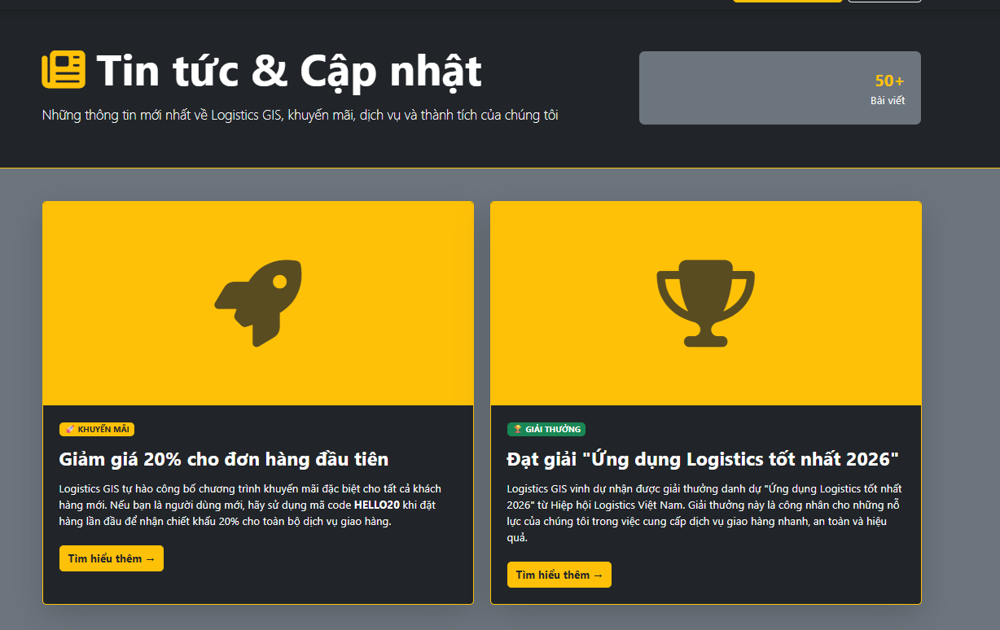 Tin tức & Cập nhật
Những thông tin mới nhất về Logistics GIS, khuyến mãi, dịch vụ và thành tích của chúng tôi
50+
Bài viết
🚀 KHUYẾN MÃI
Giảm giá 20% cho đơn hàng đầu tiên
Logistics GIS tự hào công bố chương trình khuyến mãi đặc biệt cho tất cả khách
hàng mới. Nếu bạn là người dùng mới, hãy sử dụng mã code HELLO20 khi đặt
hàng lần đầu để nhận chiết khấu 20% cho toàn bộ dịch vụ giao hàng.
Tìm hiểu thêm →
🏆 GIẢI THƯỞNG
Đạt giải "Ứng dụng Logistics tốt nhất 2026"
Logistics GIS vinh dự nhận được giải thưởng danh dự "Ứng dụng Logistics tốt nhất
2026" từ Hiệp hội Logistics Việt Nam. Giải thưởng này là công nhân cho những nỗ
lực của chúng tôi trong việc cung cấp dịch vụ giao hàng nhanh, an toàn và hiệu
quả.
Tìm hiểu thêm →